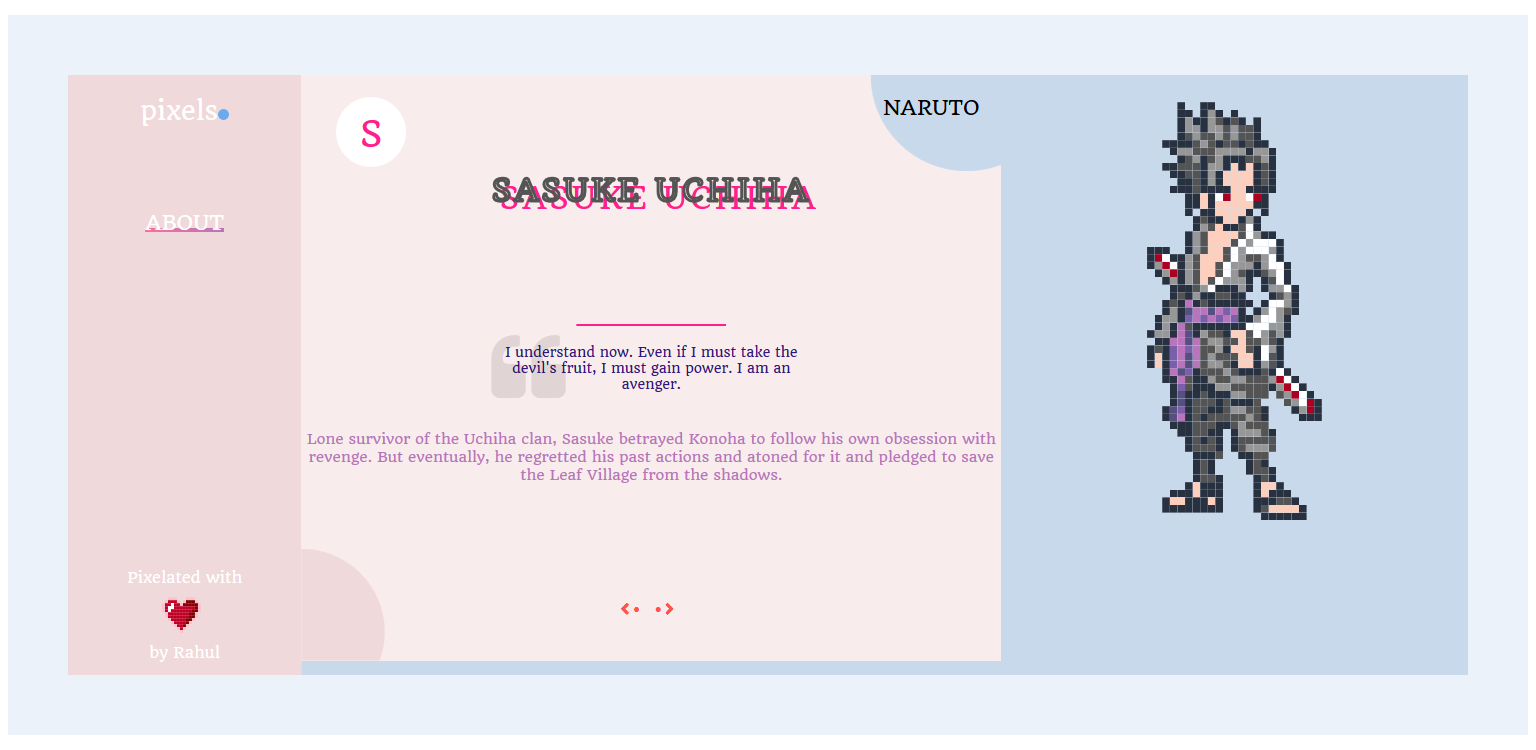 pixels
ABOUT
Pixelated with
by Rahul
S
NARUTO
SASUKE UCHIHA
I understand now. Even if I must take the
devil's fruit, I must gain power. I am an
avenger.
Lone survivor of the Uchiha clan, Sasuke betrayed Konoha to follow his own obsession with
revenge. But eventually, he regretted his past actions and atoned for it and pledged to save
the Leaf Village from the shadows.